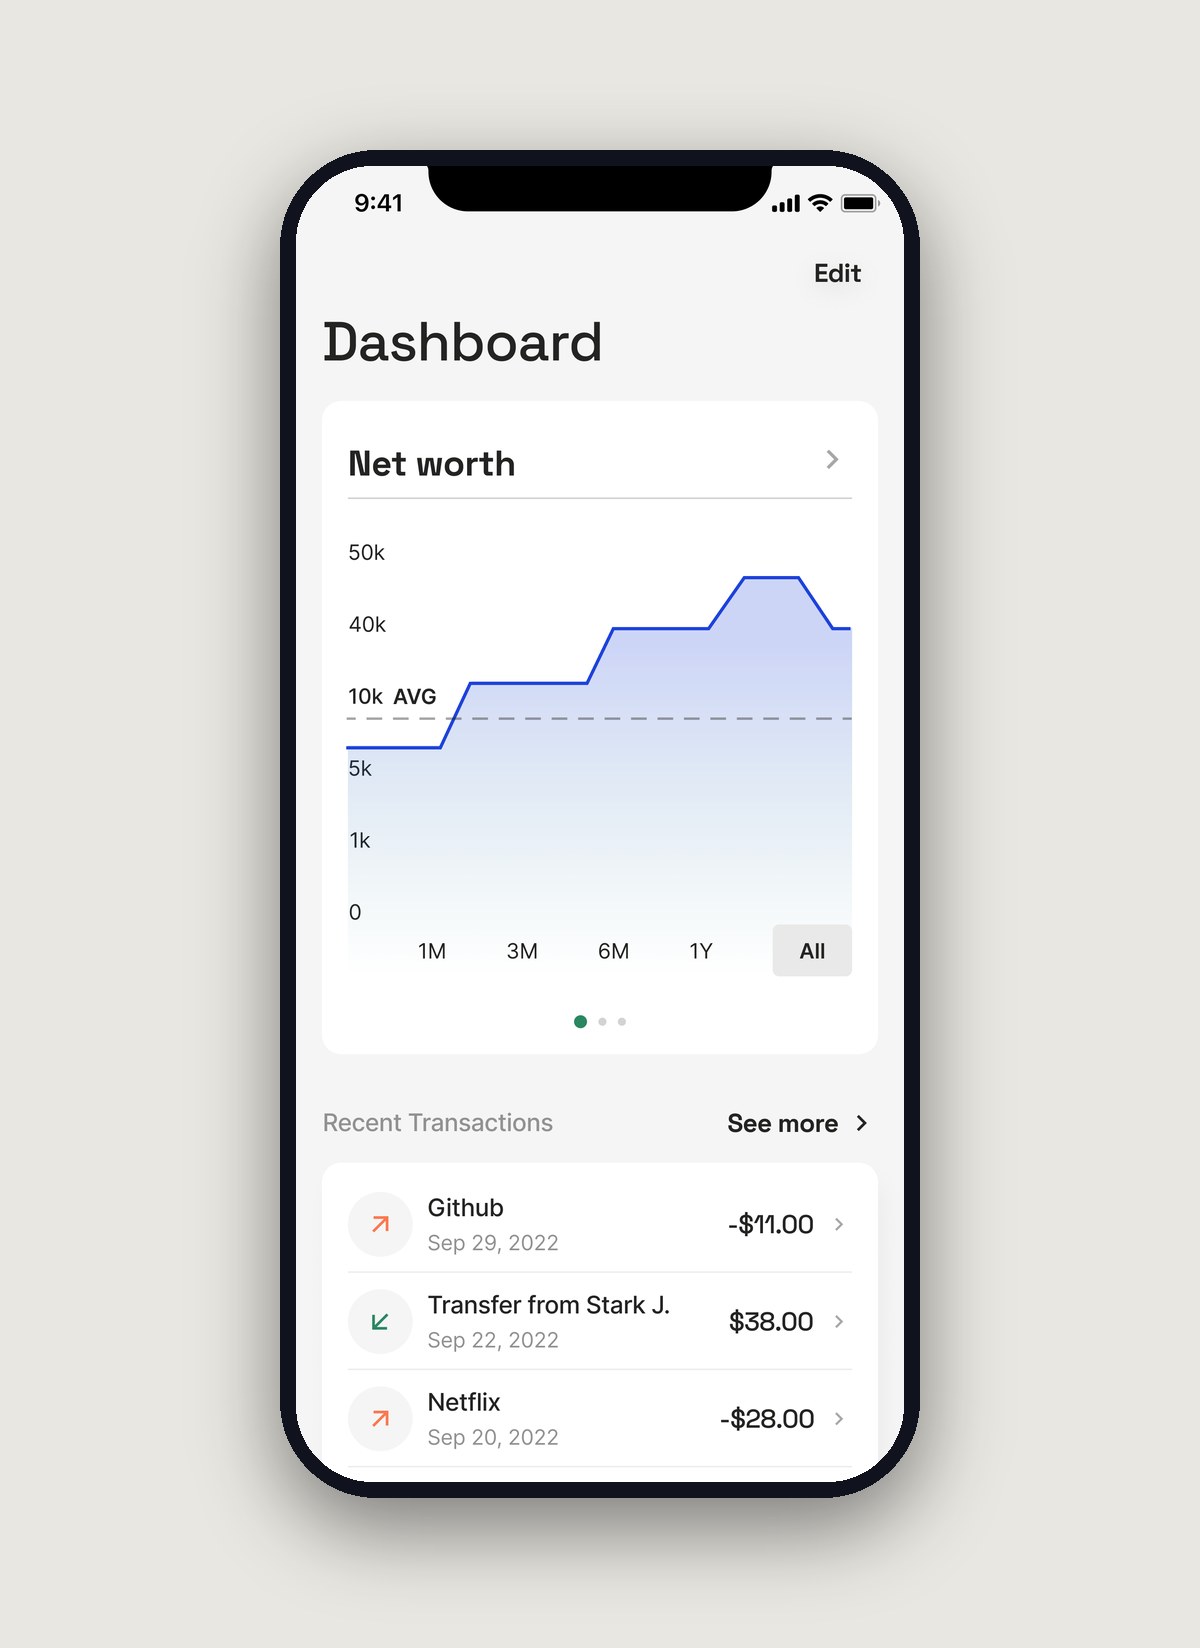 9:41
Edit
Dashboard
Net worth
50k
40k
10k AVG
5k
1k
0
1M 3M 6M 1Y All
Recent Transactions See more
Github
Sep 29, 2022
-$11.00
Transfer from Stark J.
Sep 22, 2022
$38.00
Netflix
Sep 20, 2022
-$28.00